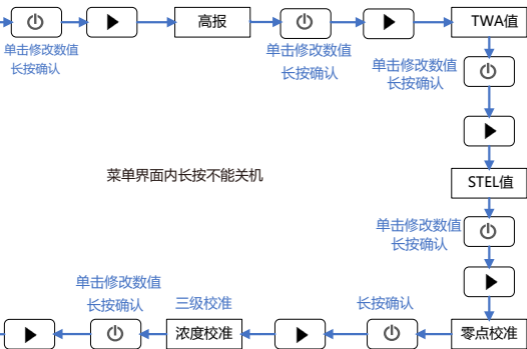 高报
TWA值
单击修改数值
长按确认
单击修改数值
长按确认
单击修改数值
长按确认
菜单界面内长按不能关机
STEL值
单击修改数值
长按确认
单击修改数值
长按确认
三级校准
长按确认
浓度校准
零点校准